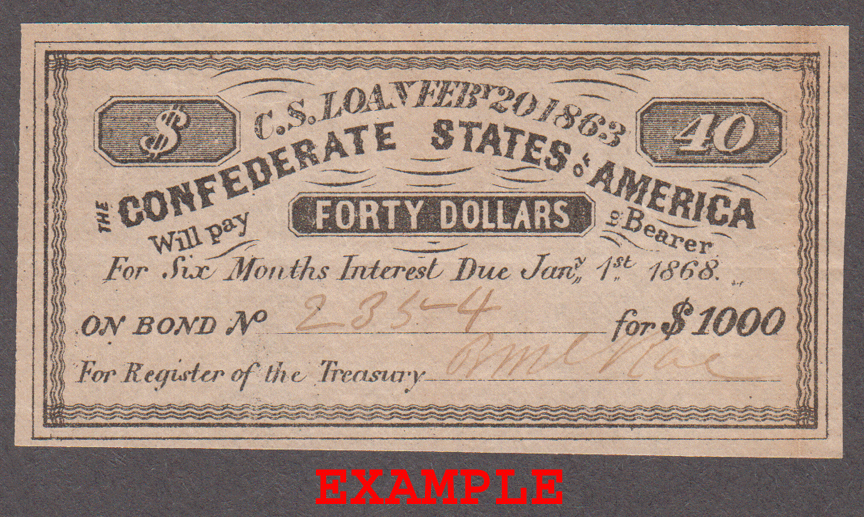 $ C.S. LOAN FEBY 20 1863 40
THE CONFEDERATE STATES OF AMERICA
Will pay FORTY DOLLARS to Bearer
For Six Months Interest Due Jany 1st 1868.
ON BOND No 2354 for $1000
For Register of the Treasury
EXAMPLE